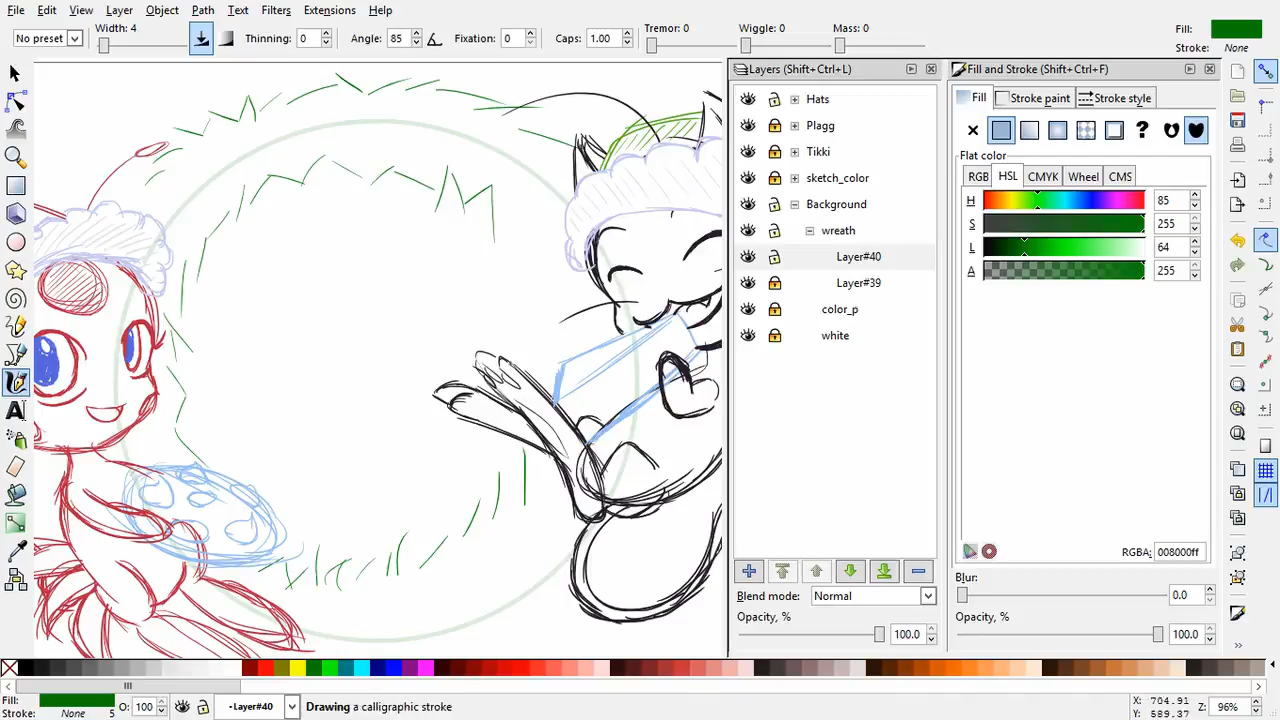 File Edit View Layer Object Path Text Filters Extensions Help
No preset Width: 4 Thinning: 0 Angle: 85 Fixation: 0 Caps: 1.00 Tremor: 0 Wiggle: 0 Mass: 0 Fill: Stroke: None
Layers (Shift+Ctrl+L)
Hats
Plagg
Tikki
sketch_color
Background
wreath
Layer#40
Layer#39
color_p
white
Blend mode: Normal
Opacity, % 100.0
Fill and Stroke (Shift+Ctrl+F)
Fill Stroke paint Stroke style
?
Flat color
RGB HSL CMYK Wheel CMS
H 85
S 255
L 64
A 255
RGBA: 008000ff
Blur: 0.0
Opacity, % 100.0
Fill: Stroke: None 5 O: 100 •Layer#40 Drawing a calligraphic stroke X: 704.91 Y: 589.37 Z: 96%